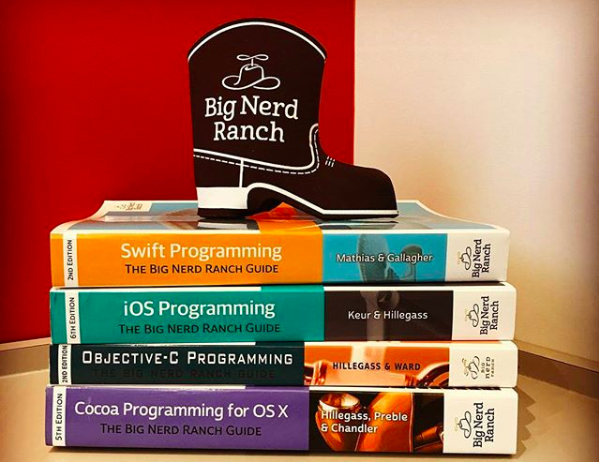 Big Nerd
Ranch
2ND EDITION
Swift Programming
THE BIG NERD RANCH GUIDE
Mathias & Gallagher
Big Nerd
Ranch
6TH EDITION
iOS Programming
THE BIG NERD RANCH GUIDE
Keur & Hillegass
Big Nerd
Ranch
2ND EDITION
OBJECTIVE-C PROGRAMMING
THE BIG NERD RANCH GUIDE
HILLEGASS & WARD
big
nerd
ranch
5TH EDITION
Cocoa Programming for OS X
THE BIG NERD RANCH GUIDE
Hillegass, Preble
& Chandler
Big Nerd
Ranch